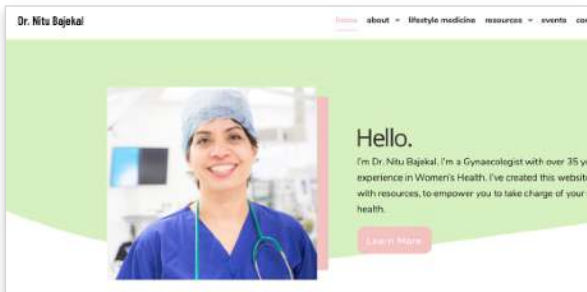 Dr. Nitu Bajekal
home about lifestyle medicine resources events
Hello.
I'm Dr. Nitu Bajekal. I'm a Gynaecologist with over 35
experience in Women's Health. I've created this website
with resources, to empower you to take charge of your
health.
Learn More